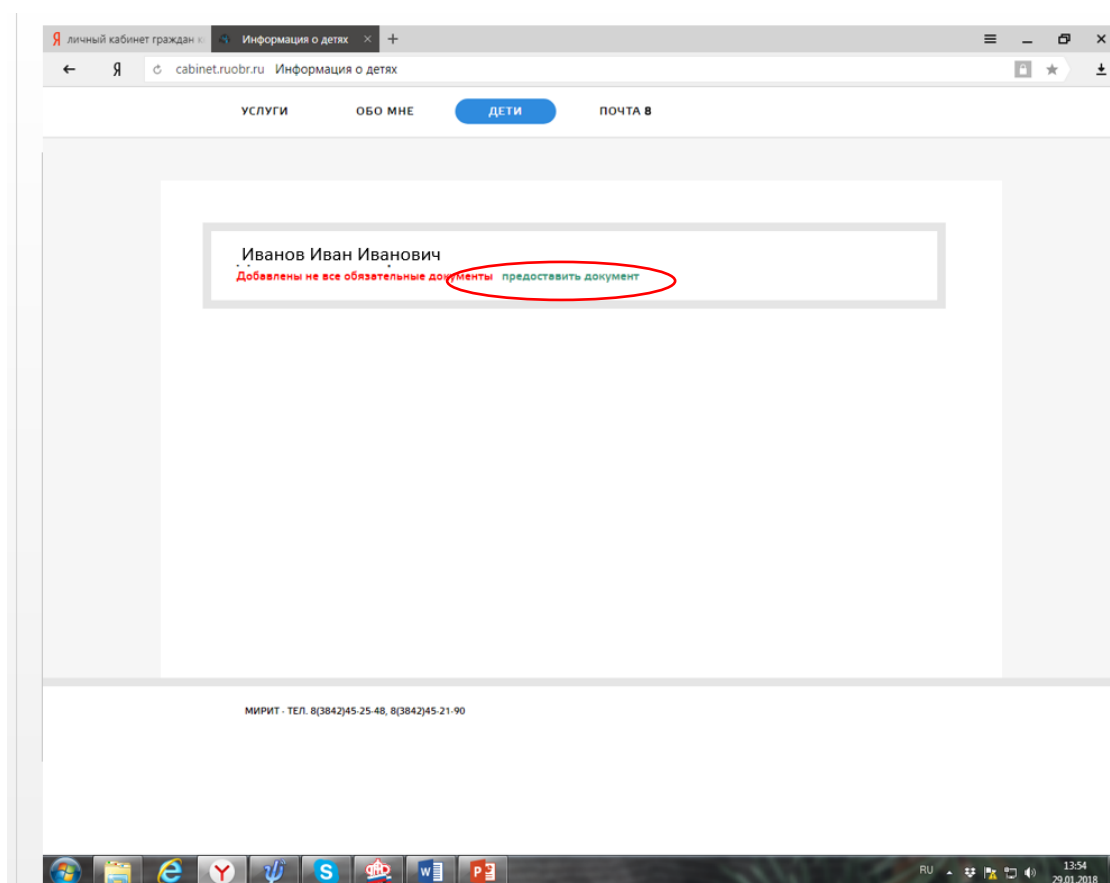 Я личный кабинет граждан к
Информация о детях × +
Я cabinet.ruobr.ru Информация о детях
УСЛУГИ ОБО МНЕ ДЕТИ ПОЧТА 8
Иванов Иван Иванович
Добавлены не все обязательные документы предоставить документ
МИРИТ - ТЕЛ. 8(3842)45-25-48, 8(3842)45-21-90
RU 13:54
29.01.2018